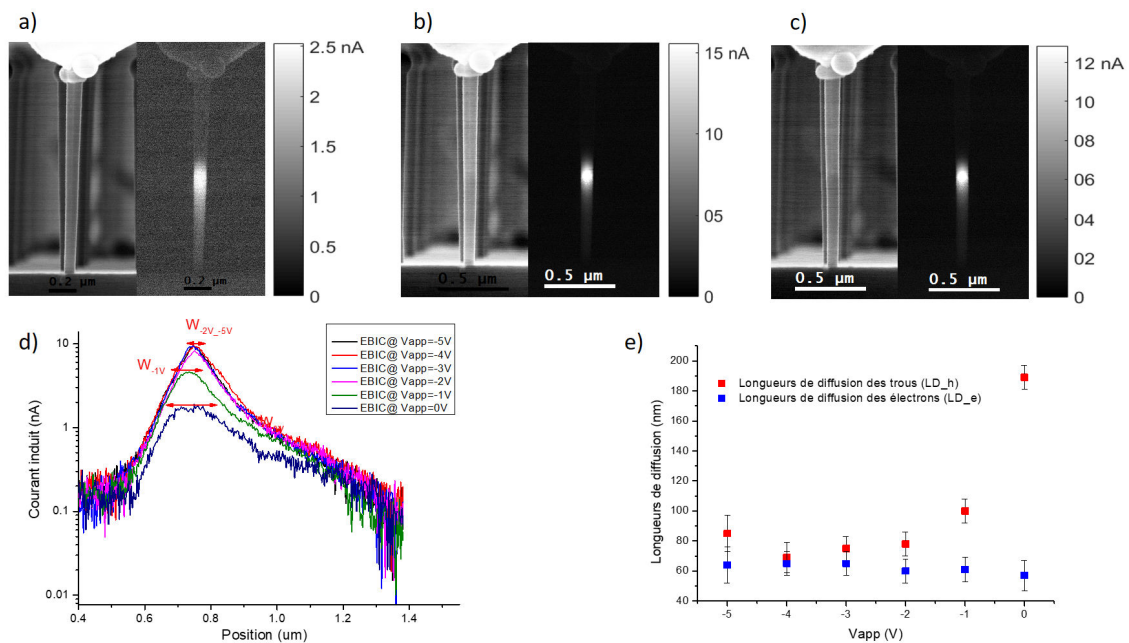 a)
2.5 nA
2
1.5
1
0.5
0
0.2 µm
0.2 µm
b)
15 nA
10
05
00
0.5 µm
0.5 µm
c)
12 nA
10
08
06
04
02
00
0.5 µm
0.5 µm
d)
W-2V_-5V
W-1V
EBIC@ Vapp=-5V
EBIC@ Vapp=-4V
EBIC@ Vapp=-3V
EBIC@ Vapp=-2V
EBIC@ Vapp=-1V
EBIC@ Vapp=0V
Courant induit (nA)
10
1
0.1
0.01
0.4 0.6 0.8 1.0 1.2 1.4
Position (um)
e)
Longueurs de diffusion des trous (LD_h)
Longueurs de diffusion des électrons (LD_e)
Longueurs de diffusion (nm)
200
180
160
140
120
100
80
60
40
-5 -4 -3 -2 -1 0
Vapp (V)